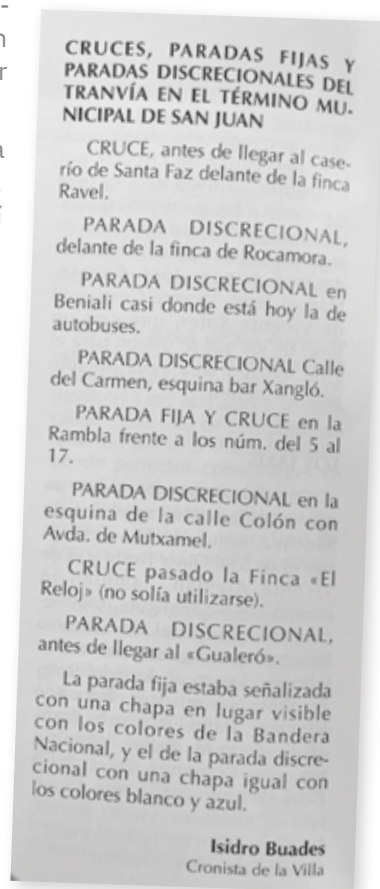 CRUCES, PARADAS FIJAS Y
PARADAS DISCRECIONALES DEL
TRANVÍA EN EL TÉRMINO MU-
NICIPAL DE SAN JUAN
CRUCE, antes de llegar al case-
río de Santa Faz delante de la finca
Ravel.
PARADA DISCRECIONAL,
delante de la finca de Rocamora.
PARADA DISCRECIONAL en
Beniali casi donde está hoy la de
autobuses.
PARADA DISCRECIONAL Calle
del Carmen, esquina bar Xangló.
PARADA FIJA Y CRUCE en la
Rambla frente a los núm. del 5 al
17.
PARADA DISCRECIONAL en la
esquina de la calle Colón con
Avda. de Mutxamel.
CRUCE pasado la Finca «El
Reloj» (no solía utilizarse).
PARADA DISCRECIONAL,
antes de llegar al «Gualeró».
La parada fija estaba señalizada
con una chapa en lugar visible
con los colores de la Bandera
Nacional, y el de la parada discre-
cional con una chapa igual con
los colores blanco y azul.
Isidro Buades
Cronista de la Villa